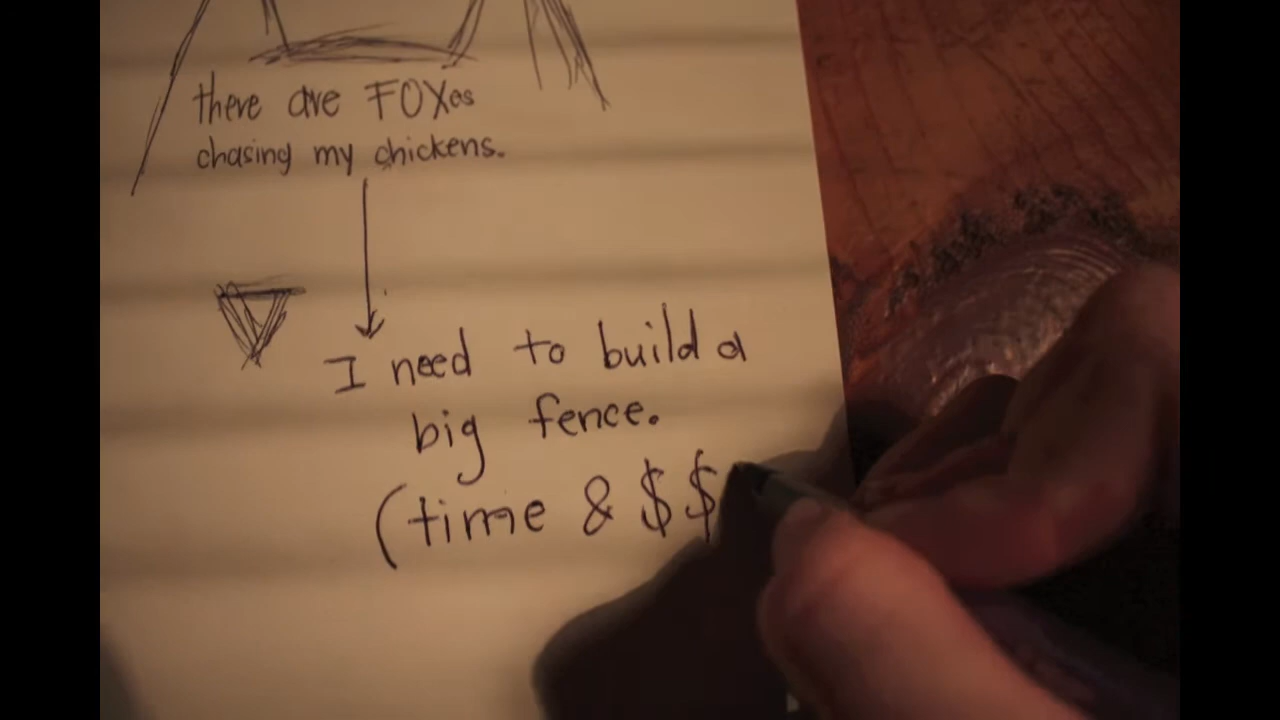 there are FOXes
chasing my chickens.
I need to build a
big fence.
(time & $$